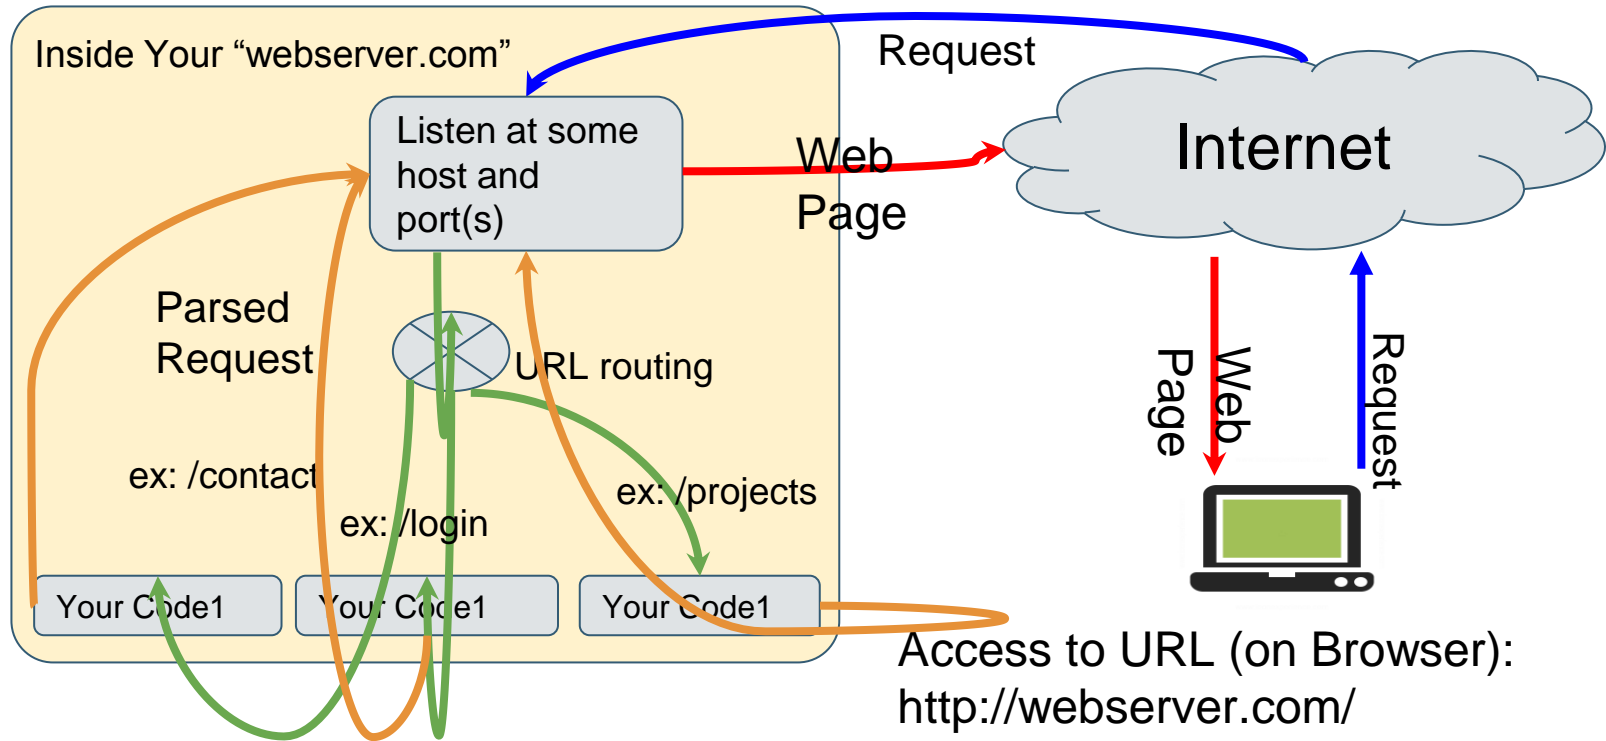 Inside Your “webserver.com”
Request
Listen at some
host and
port(s)
Web
Page
Internet
Parsed
Request
URL routing
Web
Page
Request
ex: /contact
ex: /login
ex: /projects
Your Code1
Your Code1
Your Code1
Access to URL (on Browser):
http://webserver.com/